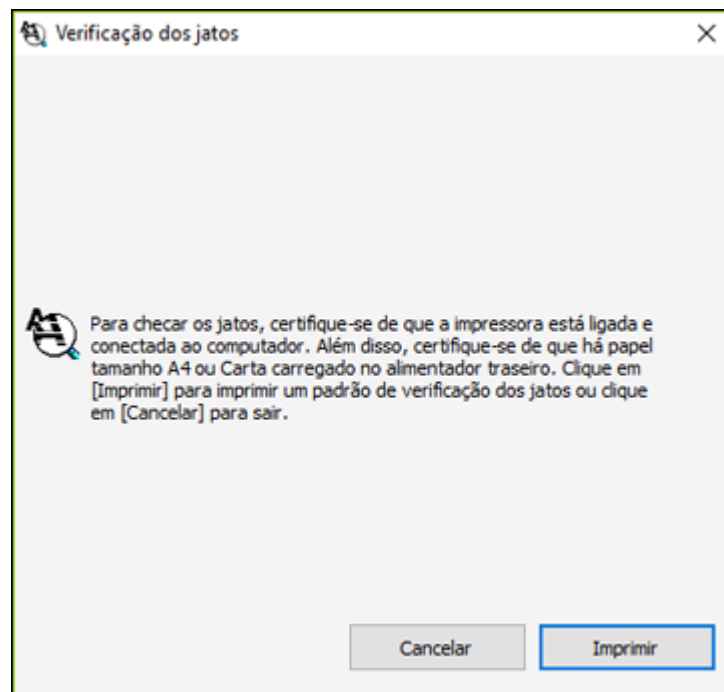 Verificação dos jatos
Para checar os jatos, certifique-se de que a impressora está ligada e
conectada ao computador. Além disso, certifique-se de que há papel
tamanho A4 ou Carta carregado no alimentador traseiro. Clique em
[Imprimir] para imprimir um padrão de verificação dos jatos ou clique
em [Cancelar] para sair.
Cancelar
Imprimir